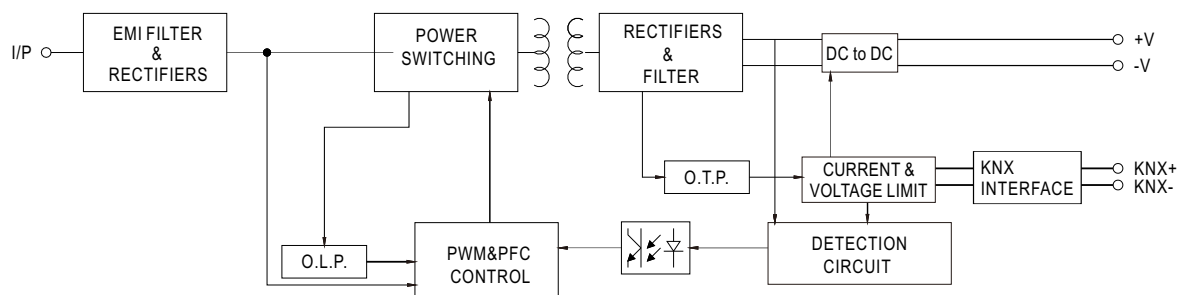 I/P
EMI FILTER
&
RECTIFIERS
POWER
SWITCHING
RECTIFIERS
&
FILTER
DC to DC
+V
-V
O.T.P.
CURRENT &
VOLTAGE LIMIT
KNX
INTERFACE
KNX+
KNX-
O.L.P.
PWM&PFC
CONTROL
DETECTION
CIRCUIT